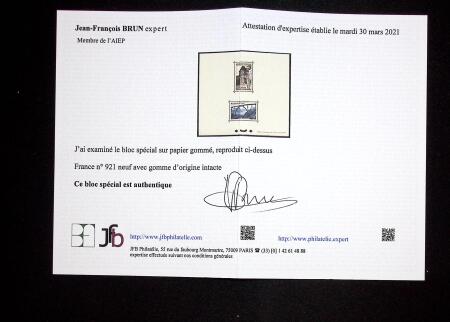 Jean-François BRUN expert
Membre de l'AIEP
Attestation d'expertise établie le mardi 30 mars 2021
J'ai examiné le bloc spécial sur papier gommé, reproduit ci-dessus
France n° 921 neuf avec gomme d'origine intacte
Ce bloc spécial est authentique
Jfb
http://www.jfbphilatelie.com
http://www.philatelie.expert
JFB Philatélie, 55 rue du faubourg Montmartre, 75009 PARIS ☎ (33) [0] 1 42 61 48 88
expertise effectuée suivant nos conditions générales